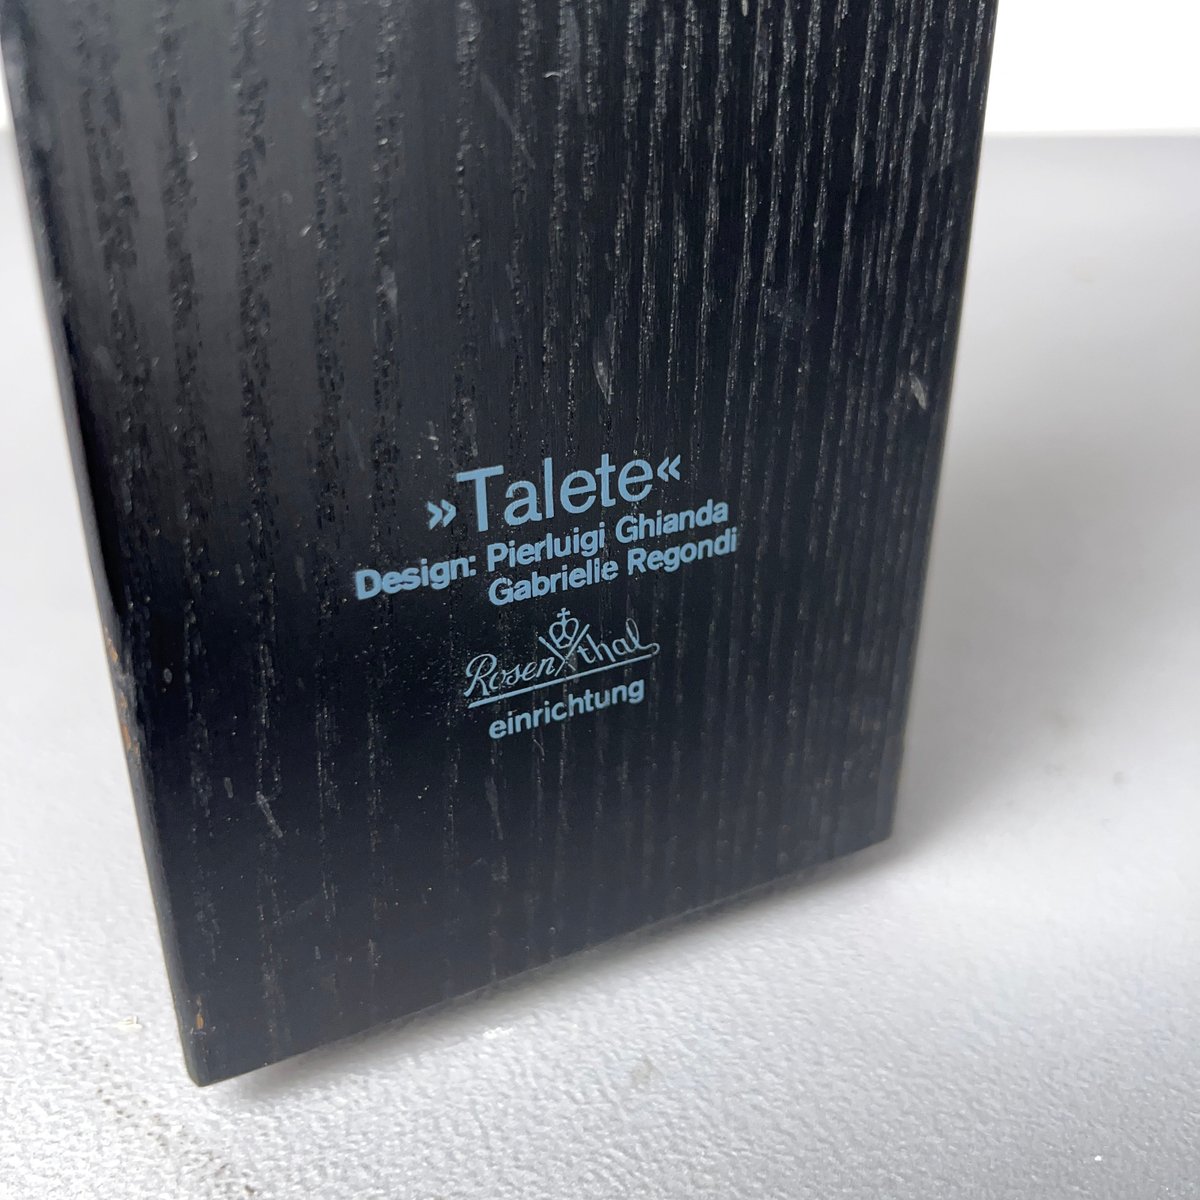 »Talete«
Design: Pierluigi Ghianda
Gabrielle Regondi
Rosenthal
einrichtung